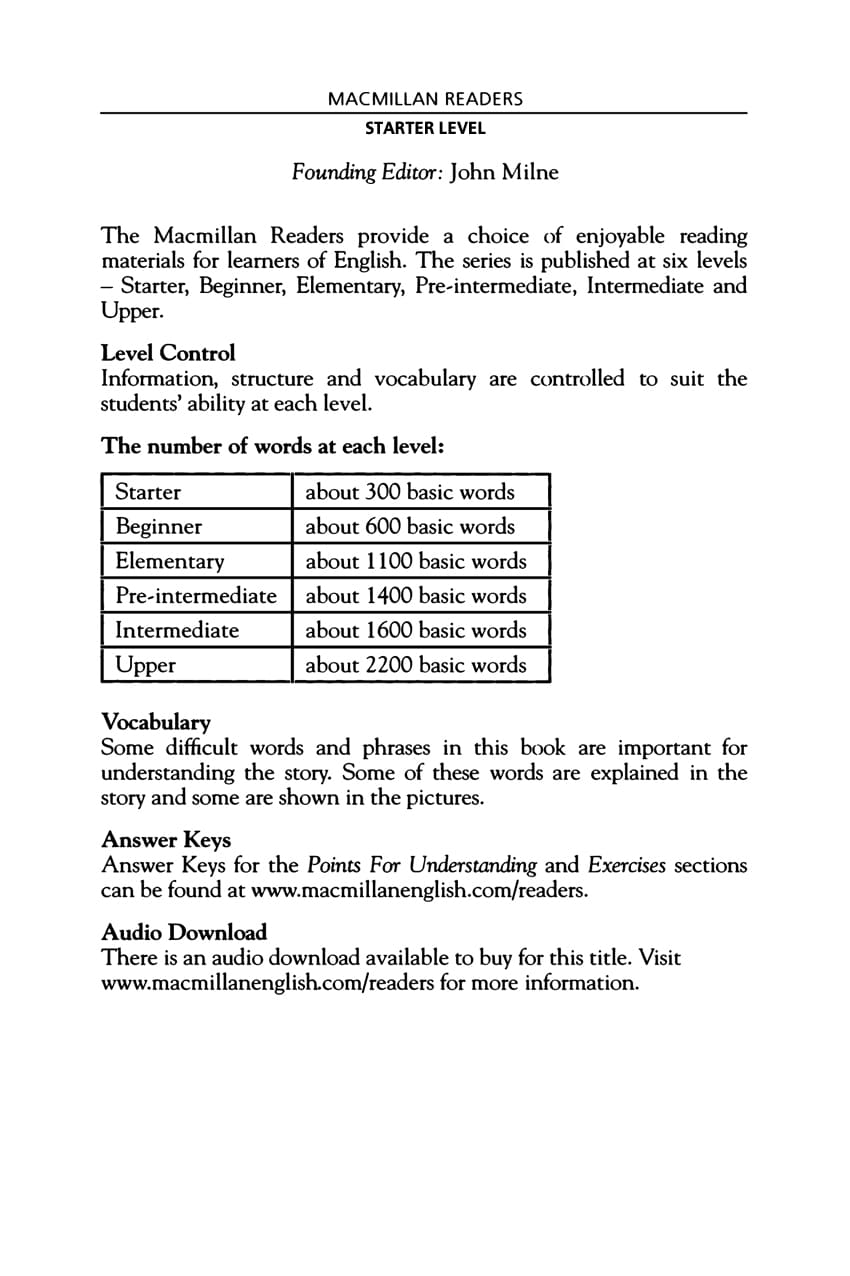 MACMILLAN READERS
STARTER LEVEL
Founding Editor: John Milne
The Macmillan Readers provide a choice of enjoyable reading
materials for learners of English. The series is published at six levels
– Starter, Beginner, Elementary, Pre-intermediate, Intermediate and
Upper.
Level Control
Information, structure and vocabulary are controlled to suit the
students’ ability at each level.
The number of words at each level:
Starter about 300 basic words
Beginner about 600 basic words
Elementary about 1100 basic words
Pre-intermediate about 1400 basic words
Intermediate about 1600 basic words
Upper about 2200 basic words
Vocabulary
Some difficult words and phrases in this book are important for
understanding the story. Some of these words are explained in the
story and some are shown in the pictures.
Answer Keys
Answer Keys for the Points For Understanding and Exercises sections
can be found at www.macmillanenglish.com/readers.
Audio Download
There is an audio download available to buy for this title. Visit
www.macmillanenglish.com/readers for more information.